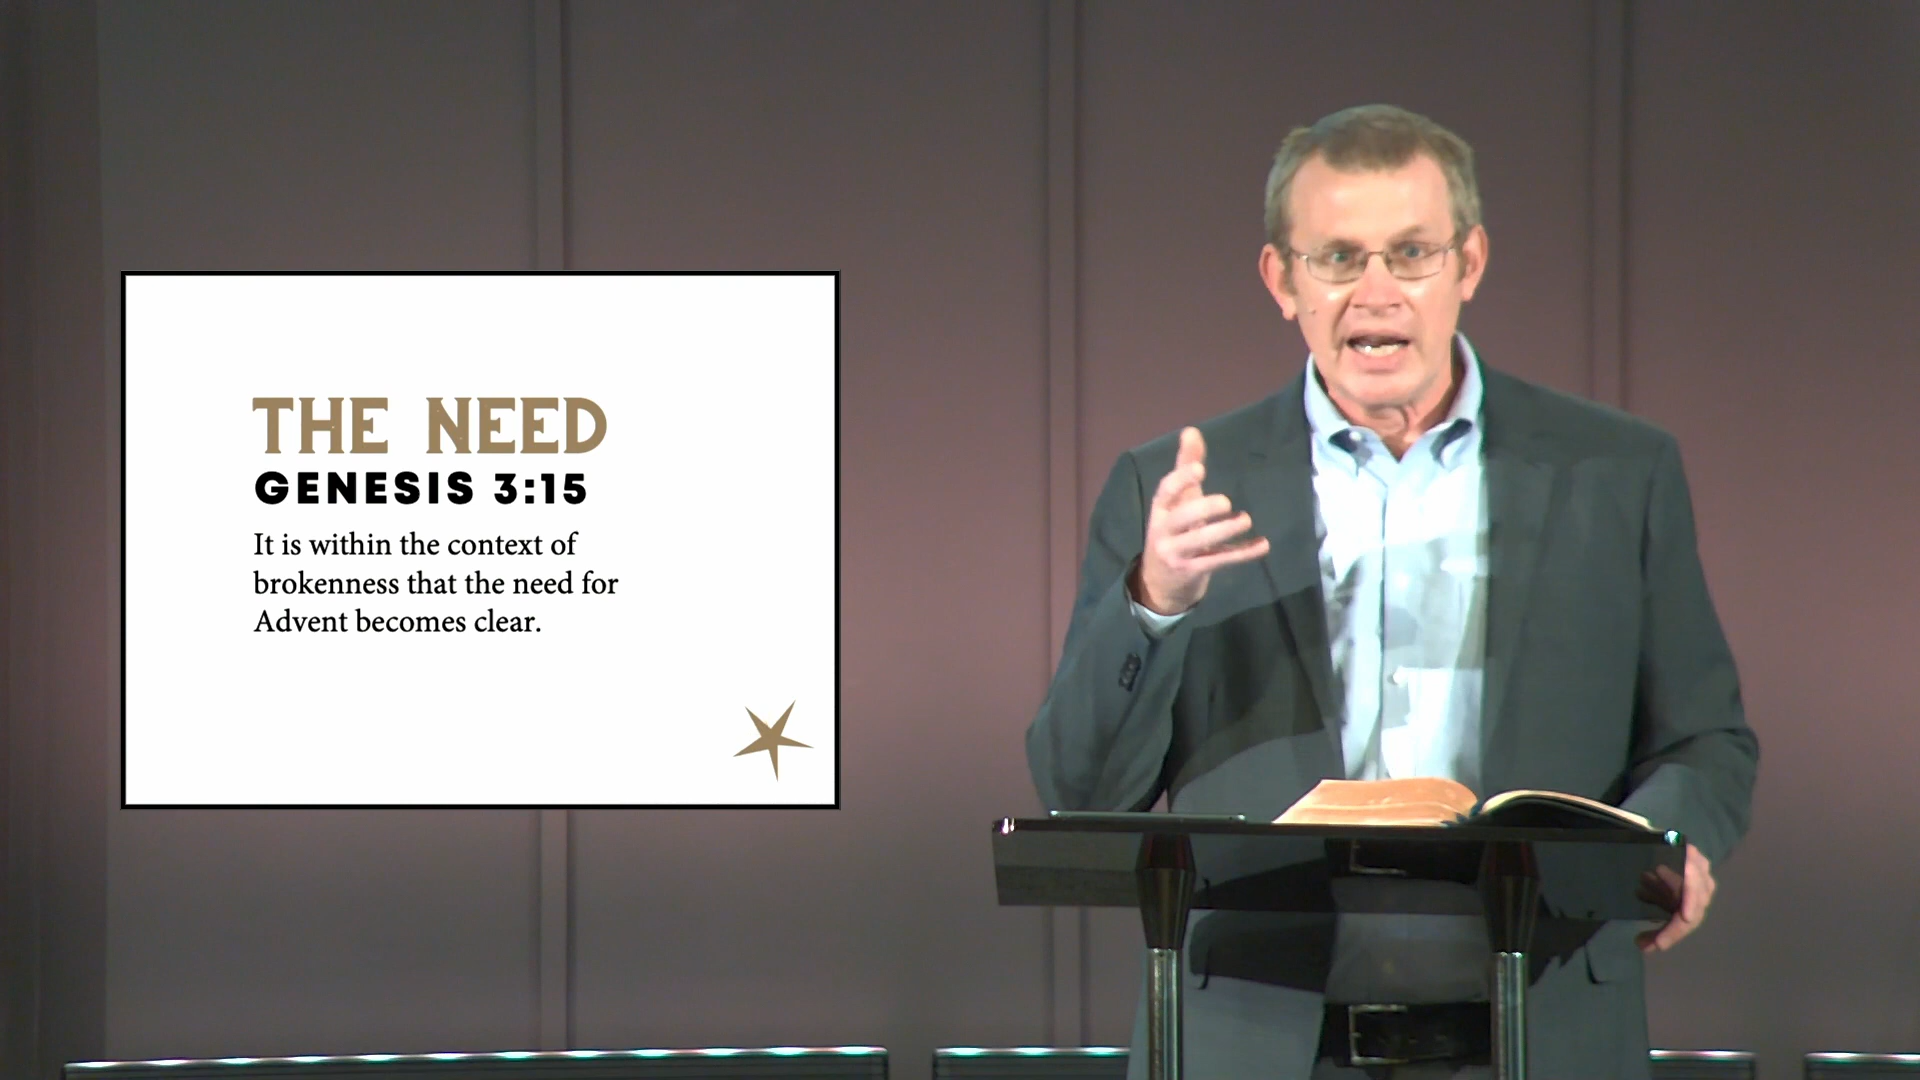 THE NEED
GENESIS 3:15
It is within the context of
brokenness that the need for
Advent becomes clear.